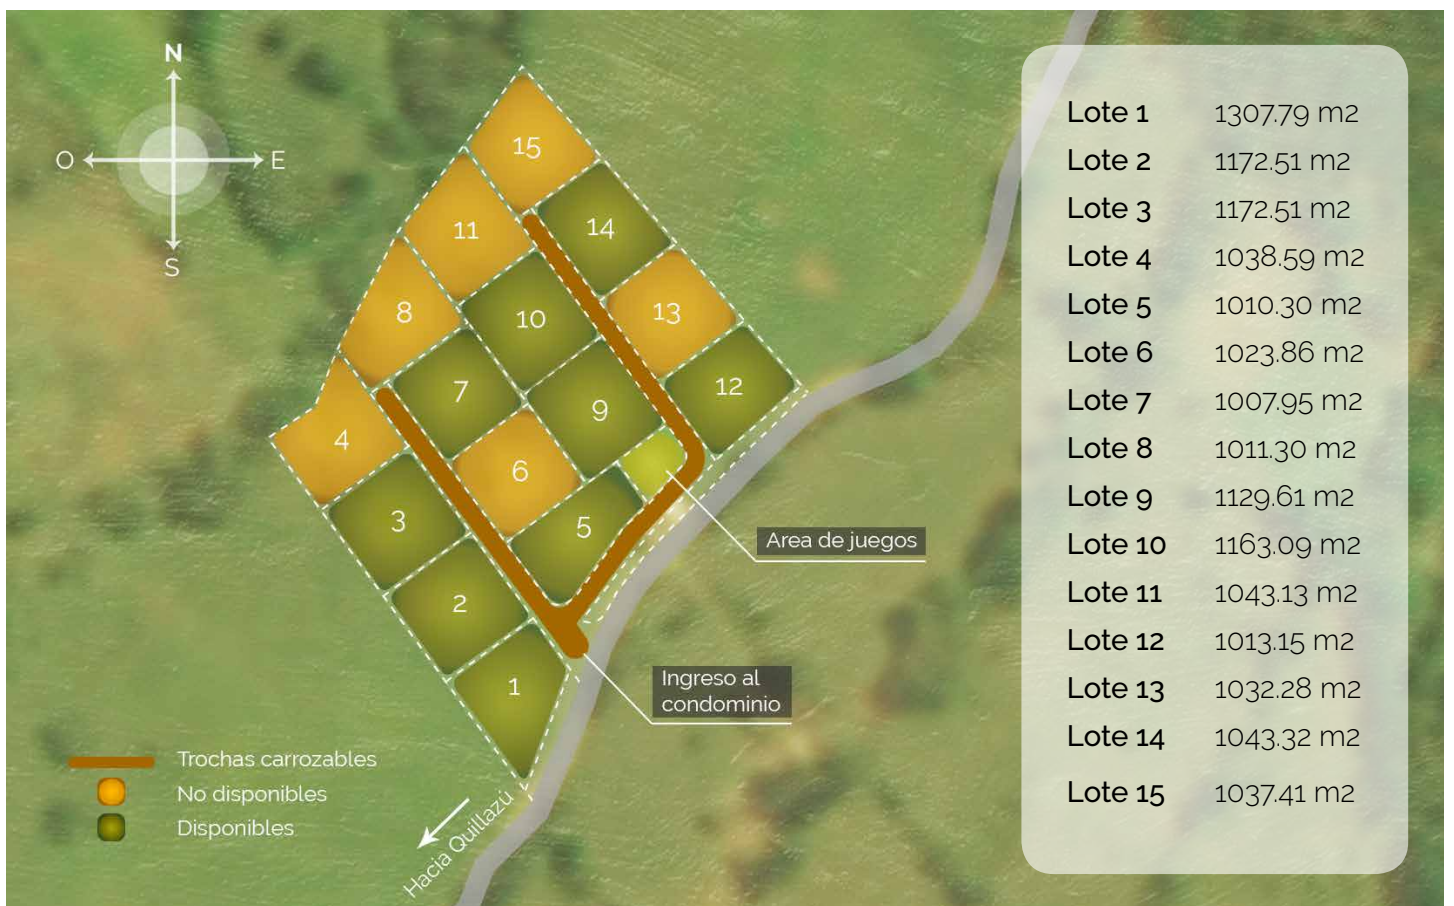 N
O
E
S
15
14
11
13
10
8
12
7
9
4
6
3
5
2
1
Area de juegos
Ingreso al
condominio
Trochas carrozables
No disponibles
Disponibles
Hacia Quillazú
Lote 1 1307.79 m2
Lote 2 1172.51 m2
Lote 3 1172.51 m2
Lote 4 1038.59 m2
Lote 5 1010.30 m2
Lote 6 1023.86 m2
Lote 7 1007.95 m2
Lote 8 1011.30 m2
Lote 9 1129.61 m2
Lote 10 1163.09 m2
Lote 11 1043.13 m2
Lote 12 1013.15 m2
Lote 13 1032.28 m2
Lote 14 1043.32 m2
Lote 15 1037.41 m2